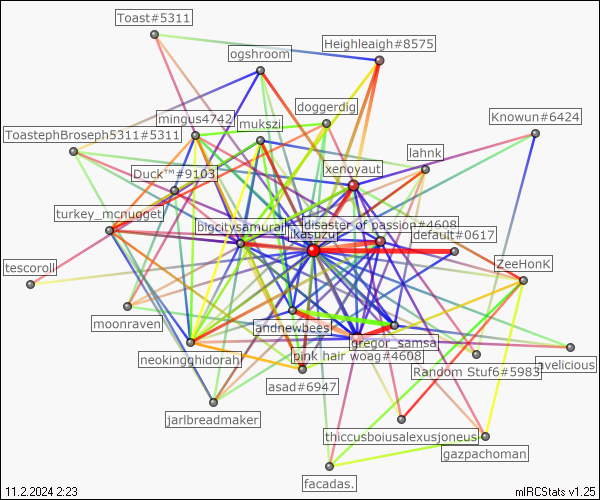 Toast#5311
Heighleaigh#8575
ogshroom
doggerdig
Knowun#6424
mingus4742
mukszi
ToastephBroseph5311#5311
lahnk
xenoyaut
Duck™#9103
turkey_mcnugget
bigcitysamurai
disaster of passion#4608
ikasuzu
default#0617
ZeeHonK
tescoroll
moonraven
andnewbees
gregor_samsa
neokingghidorah
pink hair woag#4608
Random Stuf6#5983
avelicious
asad#6947
jarlbreadmaker
thiccusboiusalexusjoneus
gazpachoman
facadas.
11.2.2024 2:23
mIRCStats v1.25